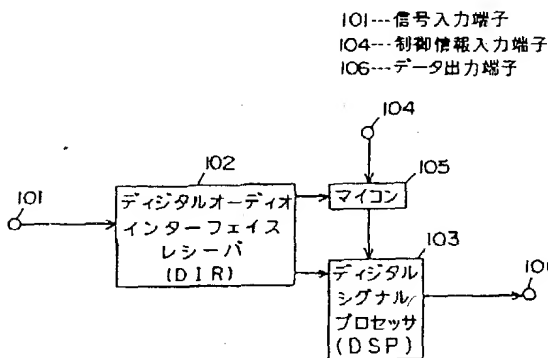 101---信号入力端子
104---制御情報入力端子
106---データ出力端子
104
102
105
101
ディジタルオーディオ
インターフェイス
レシーバ
(DIR)
マイコン
103
ディジタル
シグナル
プロセッサ
(DSP)